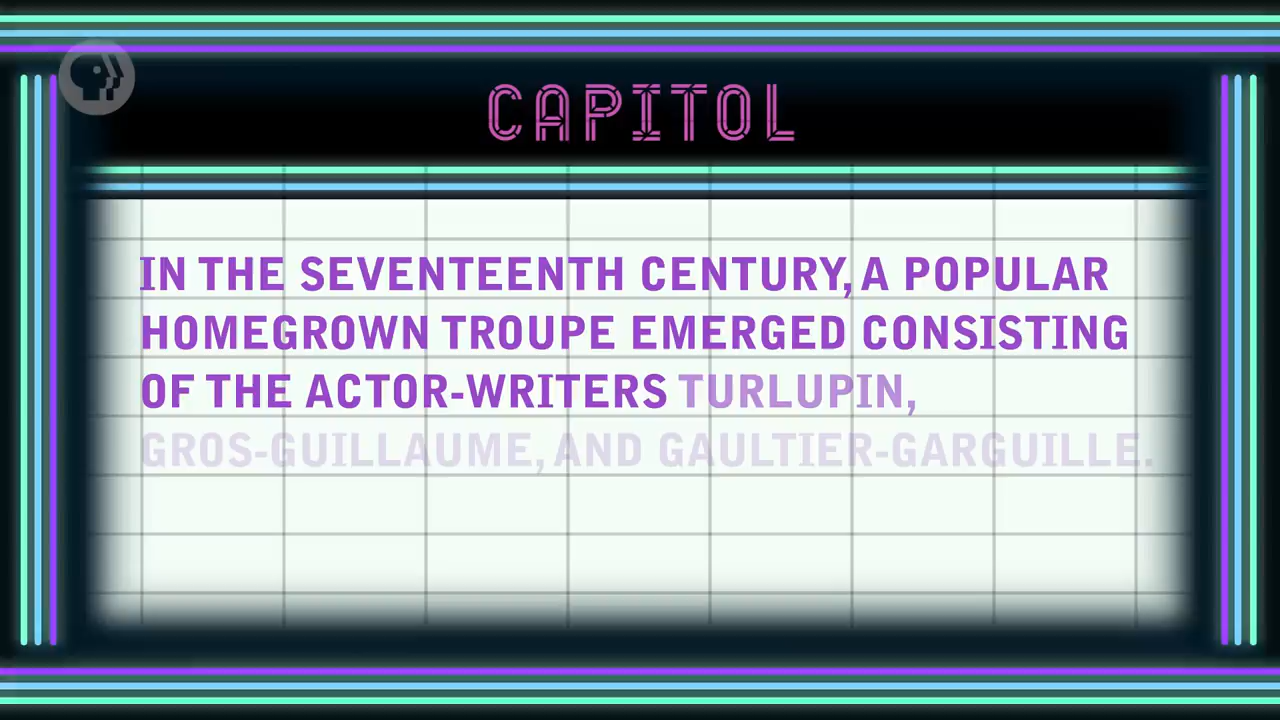 CAPITOL
IN THE SEVENTEENTH CENTURY, A POPULAR
HOMEGROWN TROUPE EMERGED CONSISTING
OF THE ACTOR-WRITERS TURLUPIN,
GROS-GUILLAUME, AND GAULTIER-GARGUILLE.